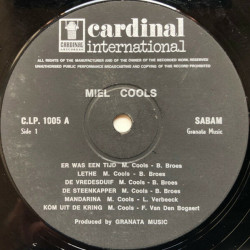 cardinal
CARDINAL RECORDS
international
ALL RIGHTS OF THE MANUFACTURER AND OF THE OWNER OF THE RECORDED WORK RESERVED
UNAUTHORISED PUBLIC PERFORMANCE BROADCASTING AND COPYING OF THIS RECORD PROHIBITED
MIEL COOLS
C.I.P. 1005 A SABAM
Side 1 Granata Music
ER WAS EEN TIJD M. Cools - B. Broes
LETHE M. Cools - B. Broes
DE VREDESDUIF M. Cools - B. Broes
DE STEENKAPPER M. Cools - B. Broes
MANDARINA M. Cools - L. Verbeeck
KOM UIT DE KRING M. Cools - F. Van Den Bogaert
Produced by GRANATA MUSIC